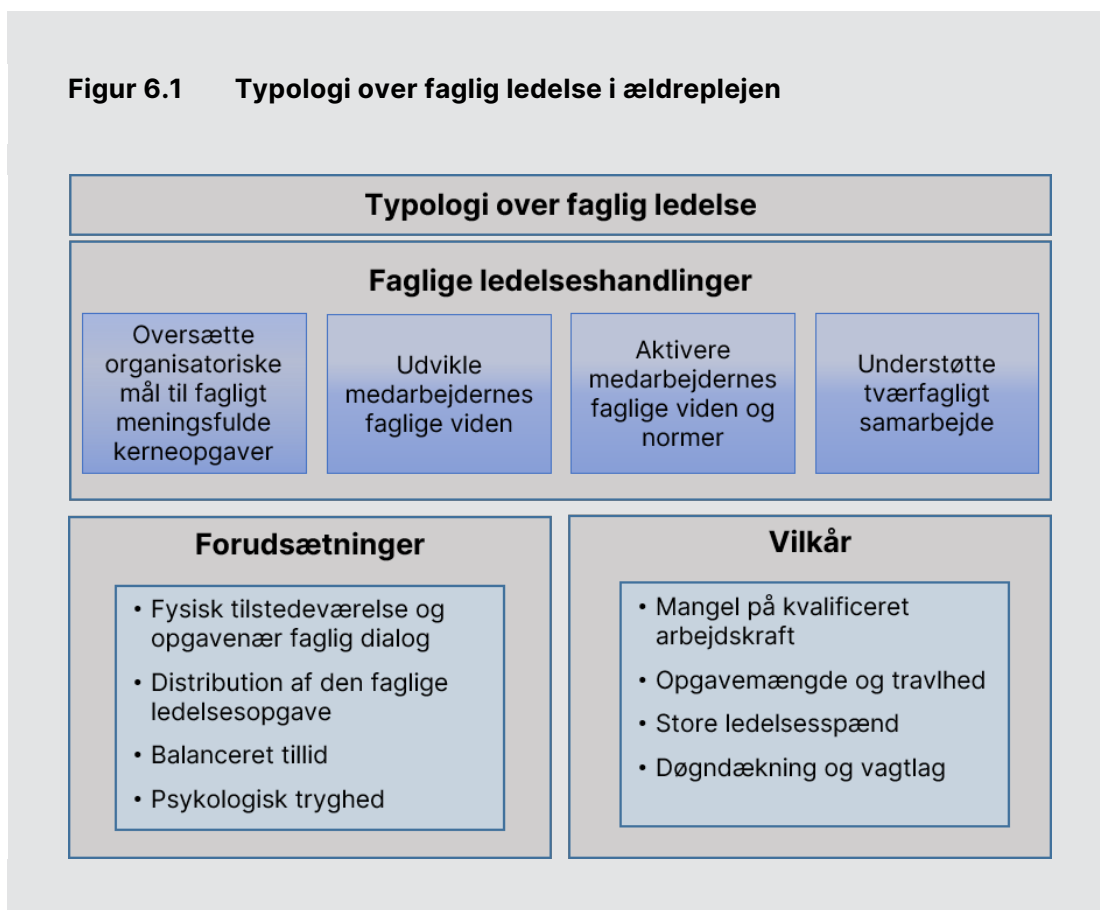 Figur 6.1 Typologi over faglig ledelse i ældreplejen
Typologi over faglig ledelse
Faglige ledelseshandlinger
Oversætte
organisatoriske
mål til fagligt
meningsfulde
kerneopgaver
Udvikle
medarbejdernes
faglige viden
Aktivere
medarbejdernes
faglige viden og
normer
Understøtte
tværfagligt
samarbejde
Forudsætninger
• Fysisk tilstedeværelse og
opgavenær faglig dialog
• Distribution af den faglige
ledelsesopgave
• Balanceret tillid
• Psykologisk tryghed
Vilkår
• Mangel på kvalificeret
arbejdskraft
• Opgavemængde og travlhed
• Store ledelsesspænd
• Døgndækning og vagtlag